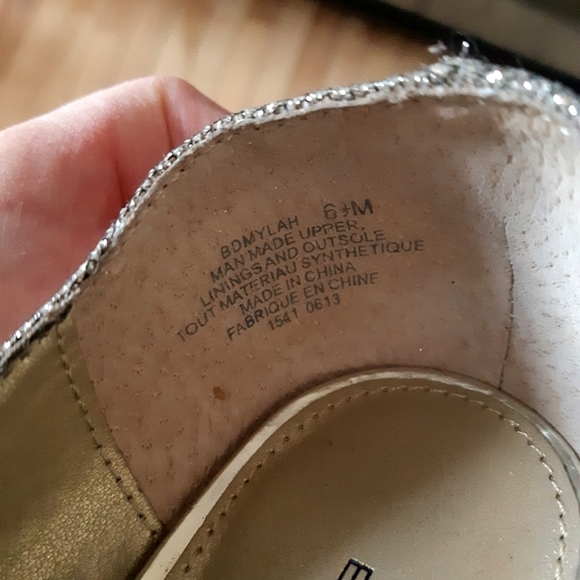 BDMYLAH 6½M
MAN MADE UPPER,
LININGS AND OUTSOLE
TOUT MATERIAU SYNTHETIQUE
MADE IN CHINA
FABRIQUE EN CHINE
1541 0613